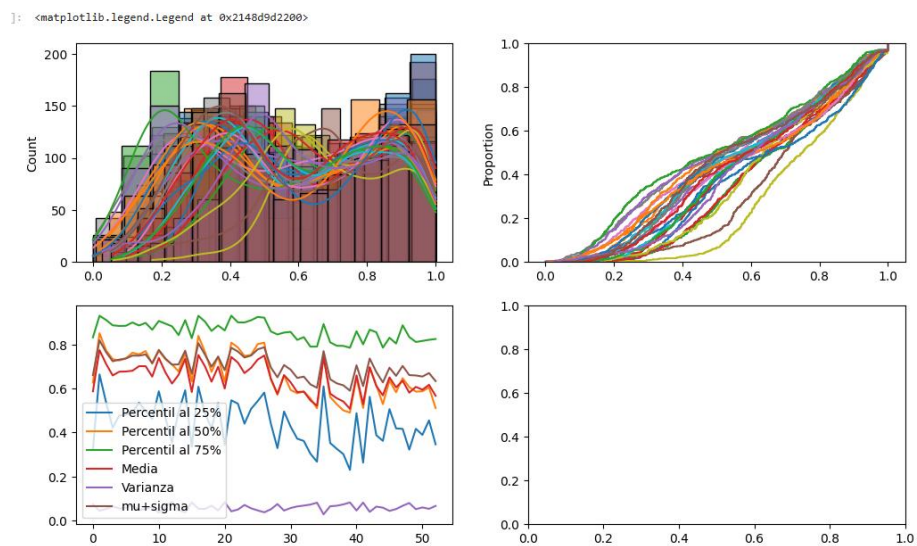 ]: <matplotlib.legend.Legend at 0x2148d9d2200>
200
150
100
50
0
Count
0.0 0.2 0.4 0.6 0.8 1.0
1.0
0.8
0.6
0.4
0.2
0.0
Proportion
0.0 0.2 0.4 0.6 0.8 1.0
0.8
0.6
0.4
0.2
0.0
Percentil al 25%
Percentil al 50%
Percentil al 75%
Media
Varianza
mu+sigma
0 10 20 30 40 50
1.0
0.8
0.6
0.4
0.2
0.0
0.0 0.2 0.4 0.6 0.8 1.0